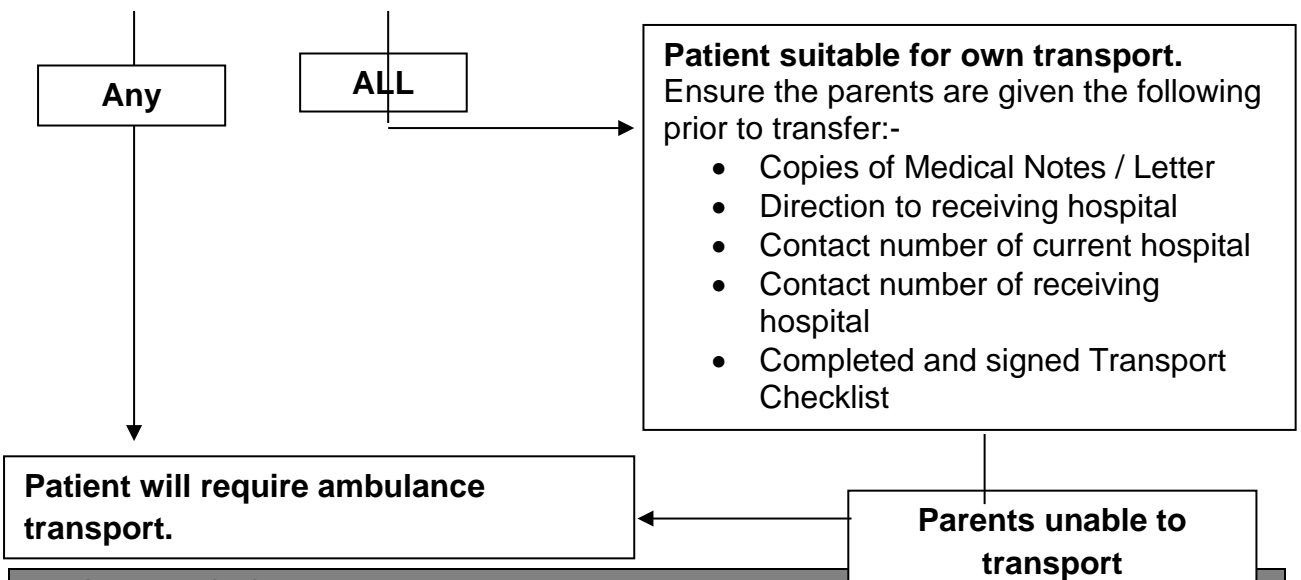 Any
ALL
Patient suitable for own transport.
Ensure the parents are given the following
prior to transfer:-
• Copies of Medical Notes / Letter
• Direction to receiving hospital
• Contact number of current hospital
• Contact number of receiving
hospital
• Completed and signed Transport
Checklist
Patient will require ambulance
transport.
Parents unable to
transport